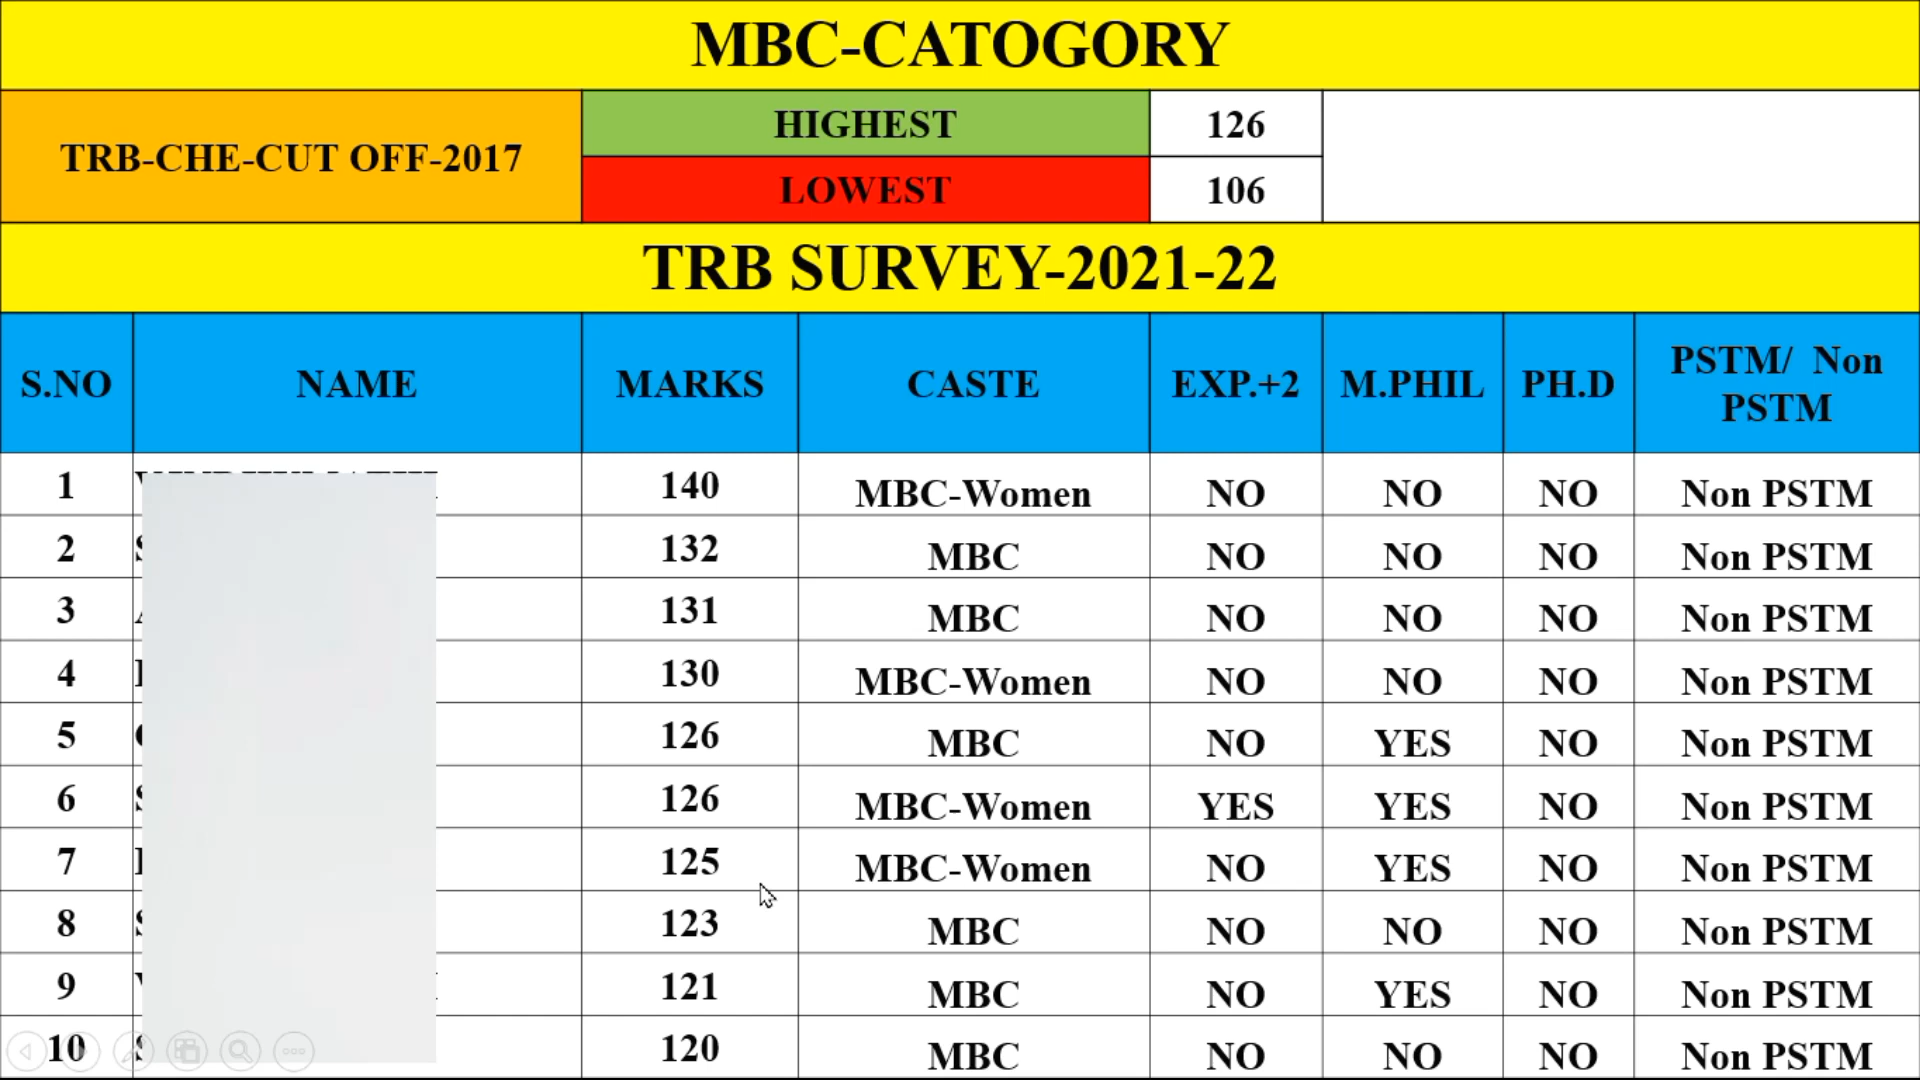 MBC-CATOGORY
TRB-CHE-CUT OFF-2017
HIGHEST 126
LOWEST 106
TRB SURVEY-2021-22
S.NO NAME MARKS CASTE EXP.+2 M.PHIL PH.D PSTM/ Non
PSTM
1 140 MBC-Women NO NO NO Non PSTM
2 132 MBC NO NO NO Non PSTM
3 131 MBC NO NO NO Non PSTM
4 130 MBC-Women NO NO NO Non PSTM
5 126 MBC NO YES NO Non PSTM
6 126 MBC-Women YES YES NO Non PSTM
7 125 MBC-Women NO YES NO Non PSTM
8 123 MBC NO NO NO Non PSTM
9 121 MBC NO YES NO Non PSTM
10 120 MBC NO NO NO Non PSTM